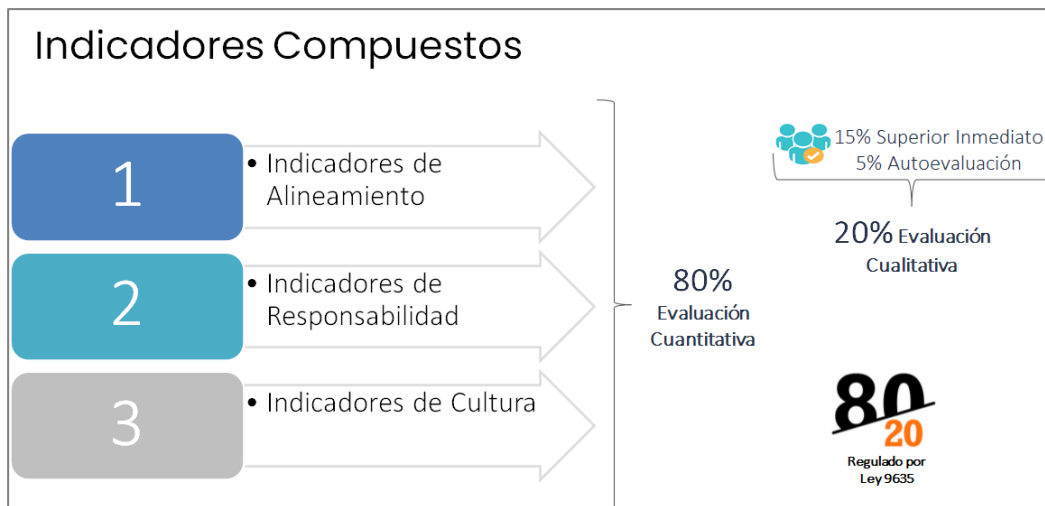 Indicadores Compuestos
1
• Indicadores de
Alineamiento
2
• Indicadores de
Responsabilidad
3
• Indicadores de Cultura
80%
Evaluación
Cuantitativa
15% Superior Inmediato
5% Autoevaluación
20% Evaluación
Cualitativa
80
20
Regulado por
Ley 9635